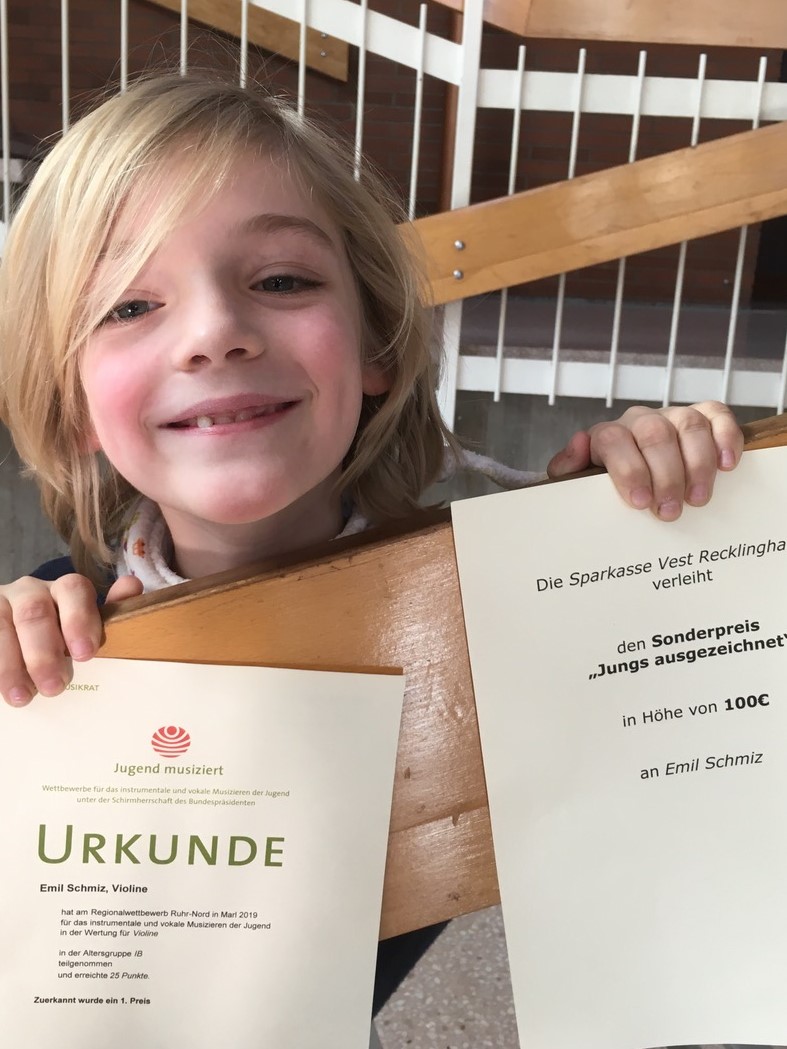 MUSIKRAT
Jugend musiziert
Wettbewerbe für das instrumentale und vokale Musizieren der Jugend
unter der Schirmherrschaft des Bundespräsidenten
URKUNDE
Emil Schmiz, Violine
hat am Regionalwettbewerb Ruhr-Nord in Marl 2019
für das instrumentale und vokale Musizieren der Jugend
in der Wertung für Violine
in der Altersgruppe IB
teilgenommen
und erreichte 25 Punkte.
Zuerkannt wurde ein 1. Preis
Die Sparkasse Vest Recklingha
verleiht
den Sonderpreis
„Jungs ausgezeichnet“
in Höhe von 100€
an Emil Schmiz